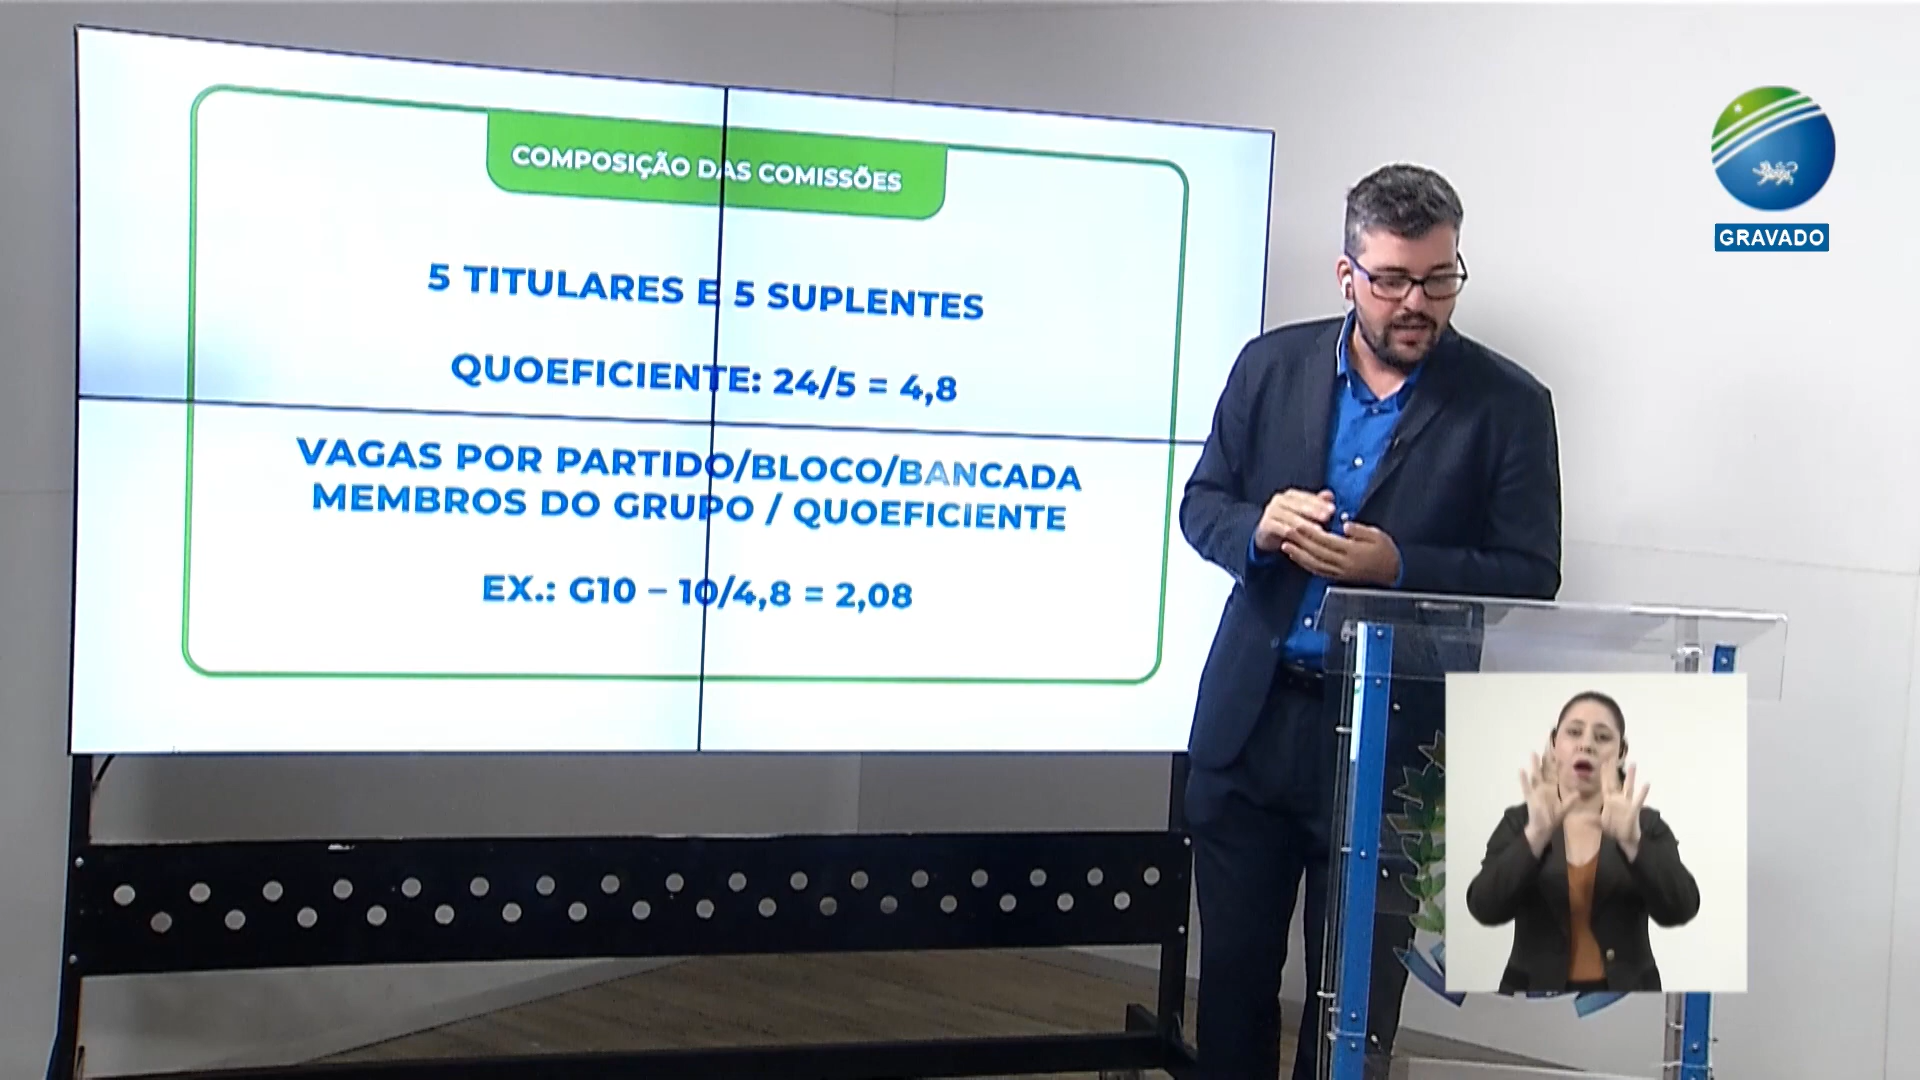 COMPOSIÇÃO DAS COMISSÕES
5 TITULARES E 5 SUPLENTES
QUOEFICIENTE: 24/5 = 4,8
VAGAS POR PARTIDO/BLOCO/BANCADA
MEMBROS DO GRUPO / QUOEFICIENTE
EX.: G10 – 10/4,8 = 2,08
GRAVADO